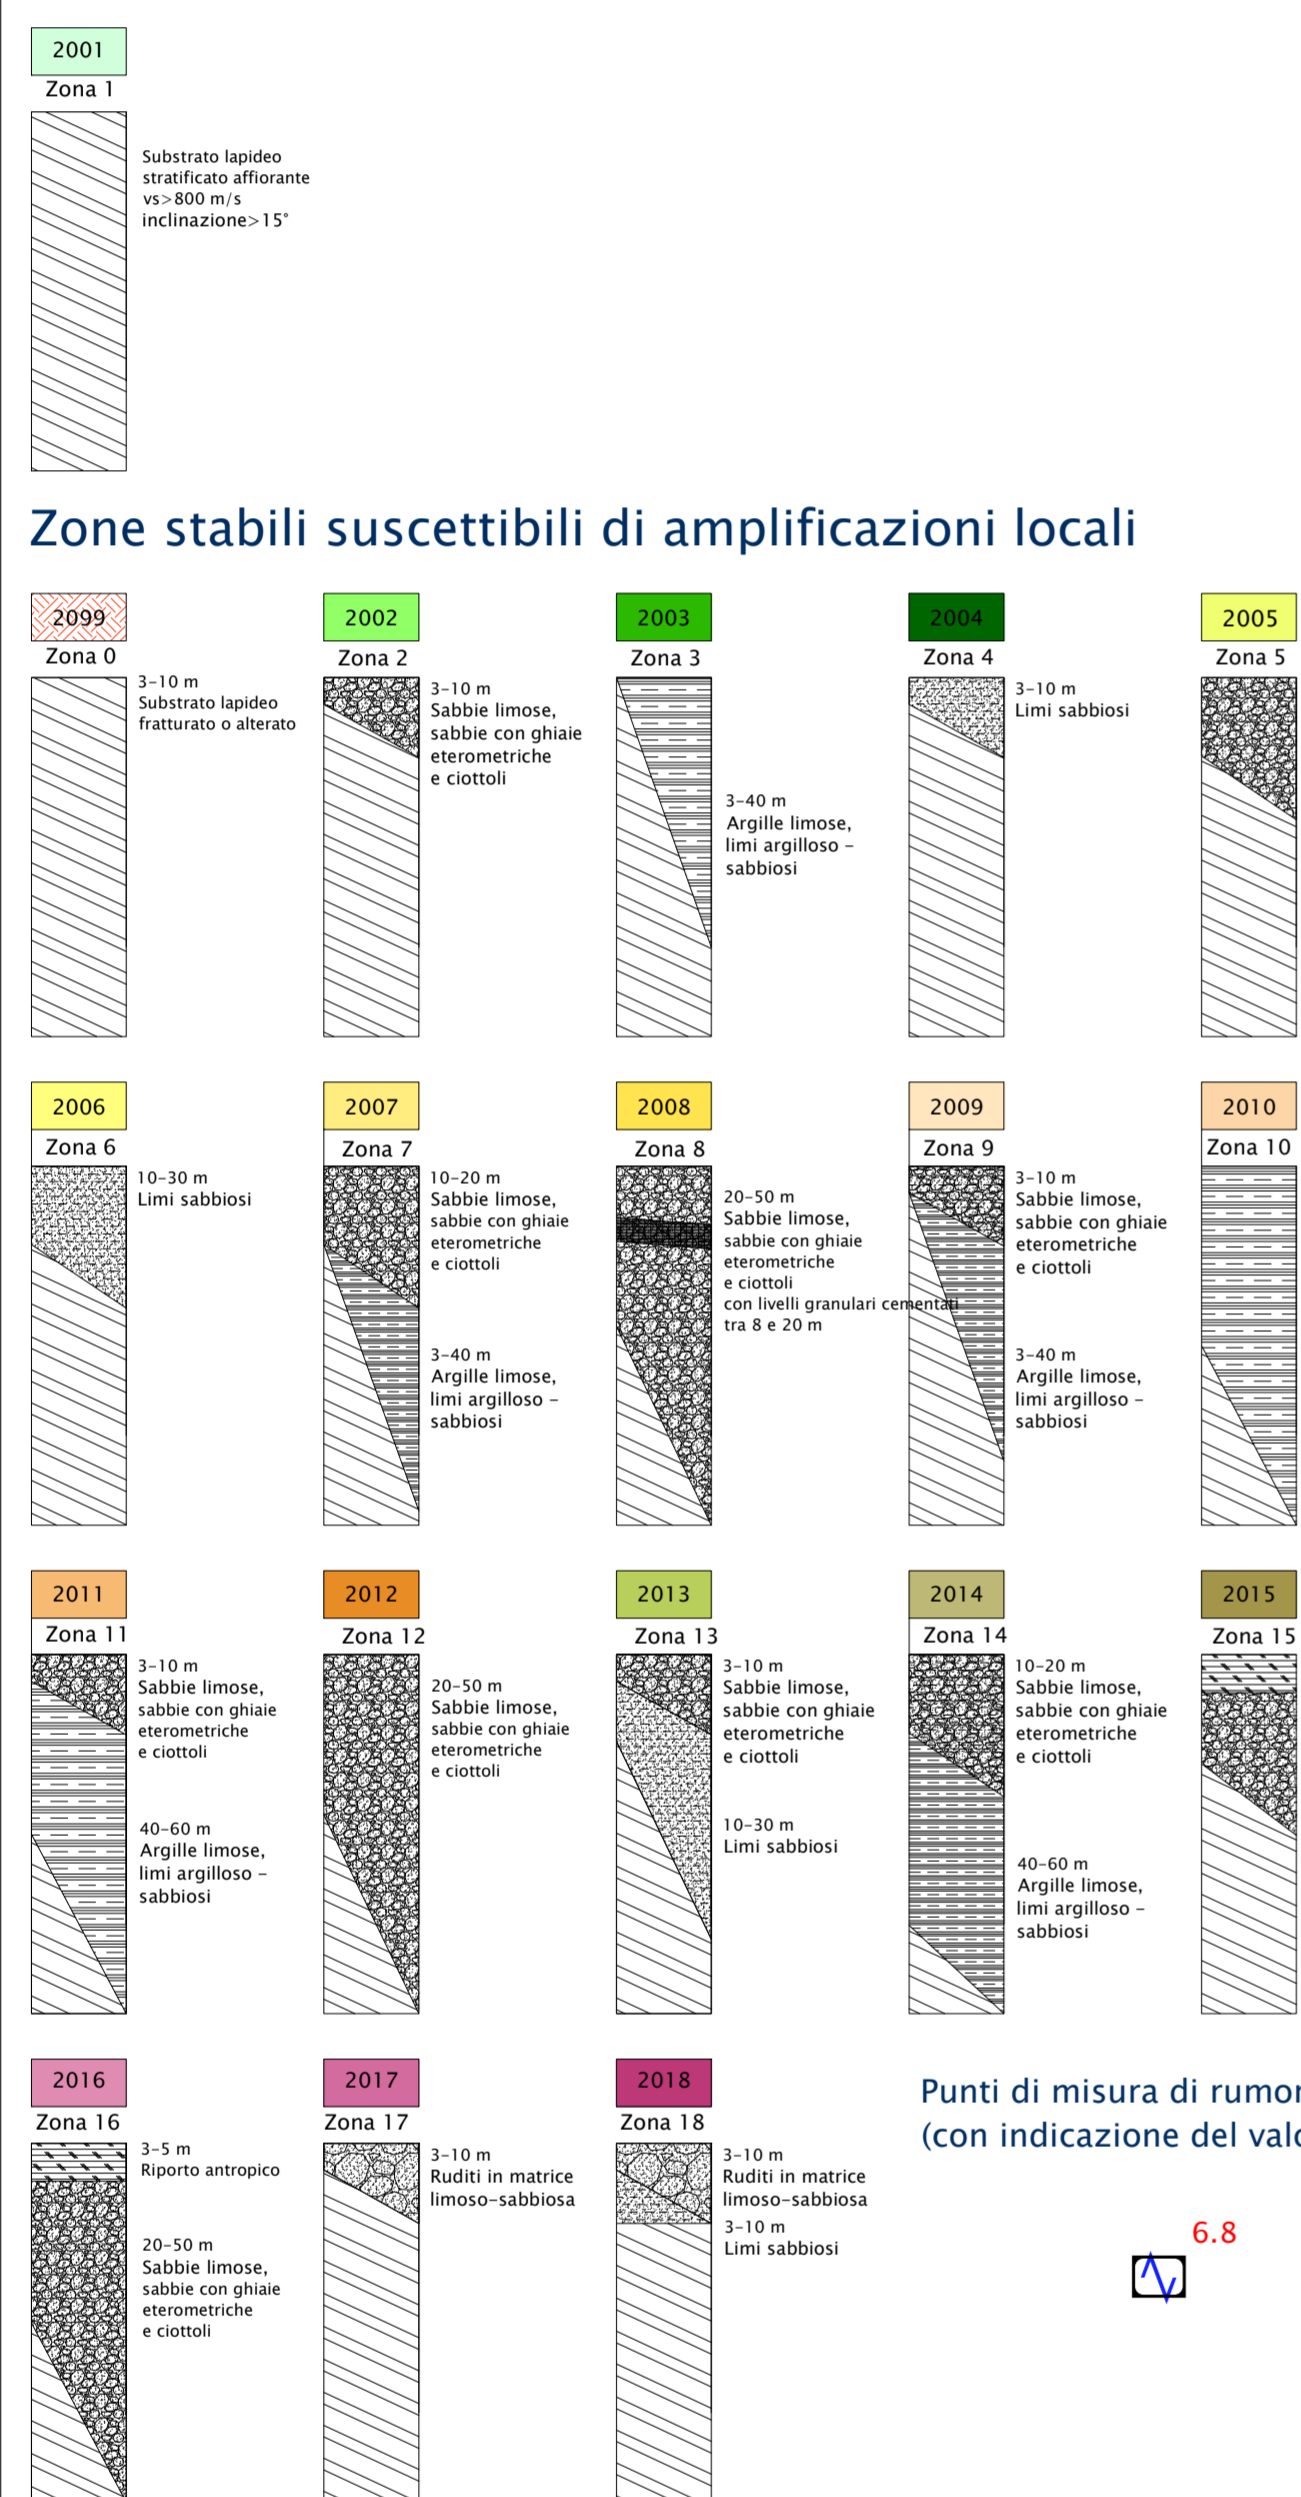 2001
Zona 1
Substrato lapideo
stratificato affiorante
vs>800 m/s
inclinazione>15°
Zone stabili suscettibili di amplificazioni locali
2099
Zona 0
3-10 m
Substrato lapideo
fratturato o alterato
2002
Zona 2
3-10 m
Sabbie limose,
sabbie con ghiaie
eterometriche
e ciottoli
2003
Zona 3
3-40 m
Argille limose,
limi argilloso -
sabbiosi
2004
Zona 4
3-10 m
Limi sabbiosi
2005
Zona 5
2006
Zona 6
10-30 m
Limi sabbiosi
2007
Zona 7
10-20 m
Sabbie limose,
sabbie con ghiaie
eterometriche
e ciottoli
3-40 m
Argille limose,
limi argilloso -
sabbiosi
2008
Zona 8
20-50 m
Sabbie limose,
sabbie con ghiaie
eterometriche
e ciottoli
con livelli granulari cementati
tra 8 e 20 m
2009
Zona 9
3-10 m
Sabbie limose,
sabbie con ghiaie
eterometriche
e ciottoli
3-40 m
Argille limose,
limi argilloso -
sabbiosi
2010
Zona 10
2011
Zona 11
3-10 m
Sabbie limose,
sabbie con ghiaie
eterometriche
e ciottoli
40-60 m
Argille limose,
limi argilloso -
sabbiosi
2012
Zona 12
20-50 m
Sabbie limose,
sabbie con ghiaie
eterometriche
e ciottoli
2013
Zona 13
3-10 m
Sabbie limose,
sabbie con ghiaie
eterometriche
e ciottoli
10-30 m
Limi sabbiosi
2014
Zona 14
10-20 m
Sabbie limose,
sabbie con ghiaie
eterometriche
e ciottoli
40-60 m
Argille limose,
limi argilloso -
sabbiosi
2015
Zona 15
2016
Zona 16
3-5 m
Riporto antropico
20-50 m
Sabbie limose,
sabbie con ghiaie
eterometriche
e ciottoli
2017
Zona 17
3-10 m
Ruditi in matrice
limoso-sabbiosa
2018
Zona 18
3-10 m
Ruditi in matrice
limoso-sabbiosa
3-10 m
Limi sabbiosi
Punti di misura di rumor
(con indicazione del valo
6.8